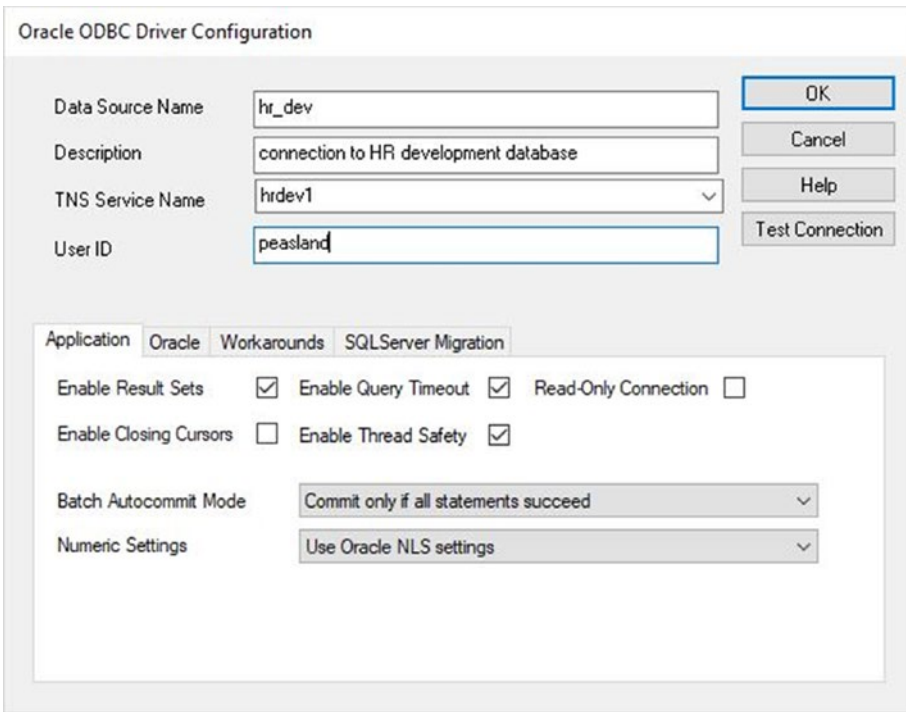 Oracle ODBC Driver Configuration
Data Source Name hr_dev OK
Description connection to HR development database Cancel
TNS Service Name hrdev1 Help
User ID peasland Test Connection
Application Oracle Workarounds SQLServer Migration
Enable Result Sets Enable Query Timeout Read-Only Connection
Enable Closing Cursors Enable Thread Safety
Batch Autocommit Mode Commit only if all statements succeed
Numeric Settings Use Oracle NLS settings